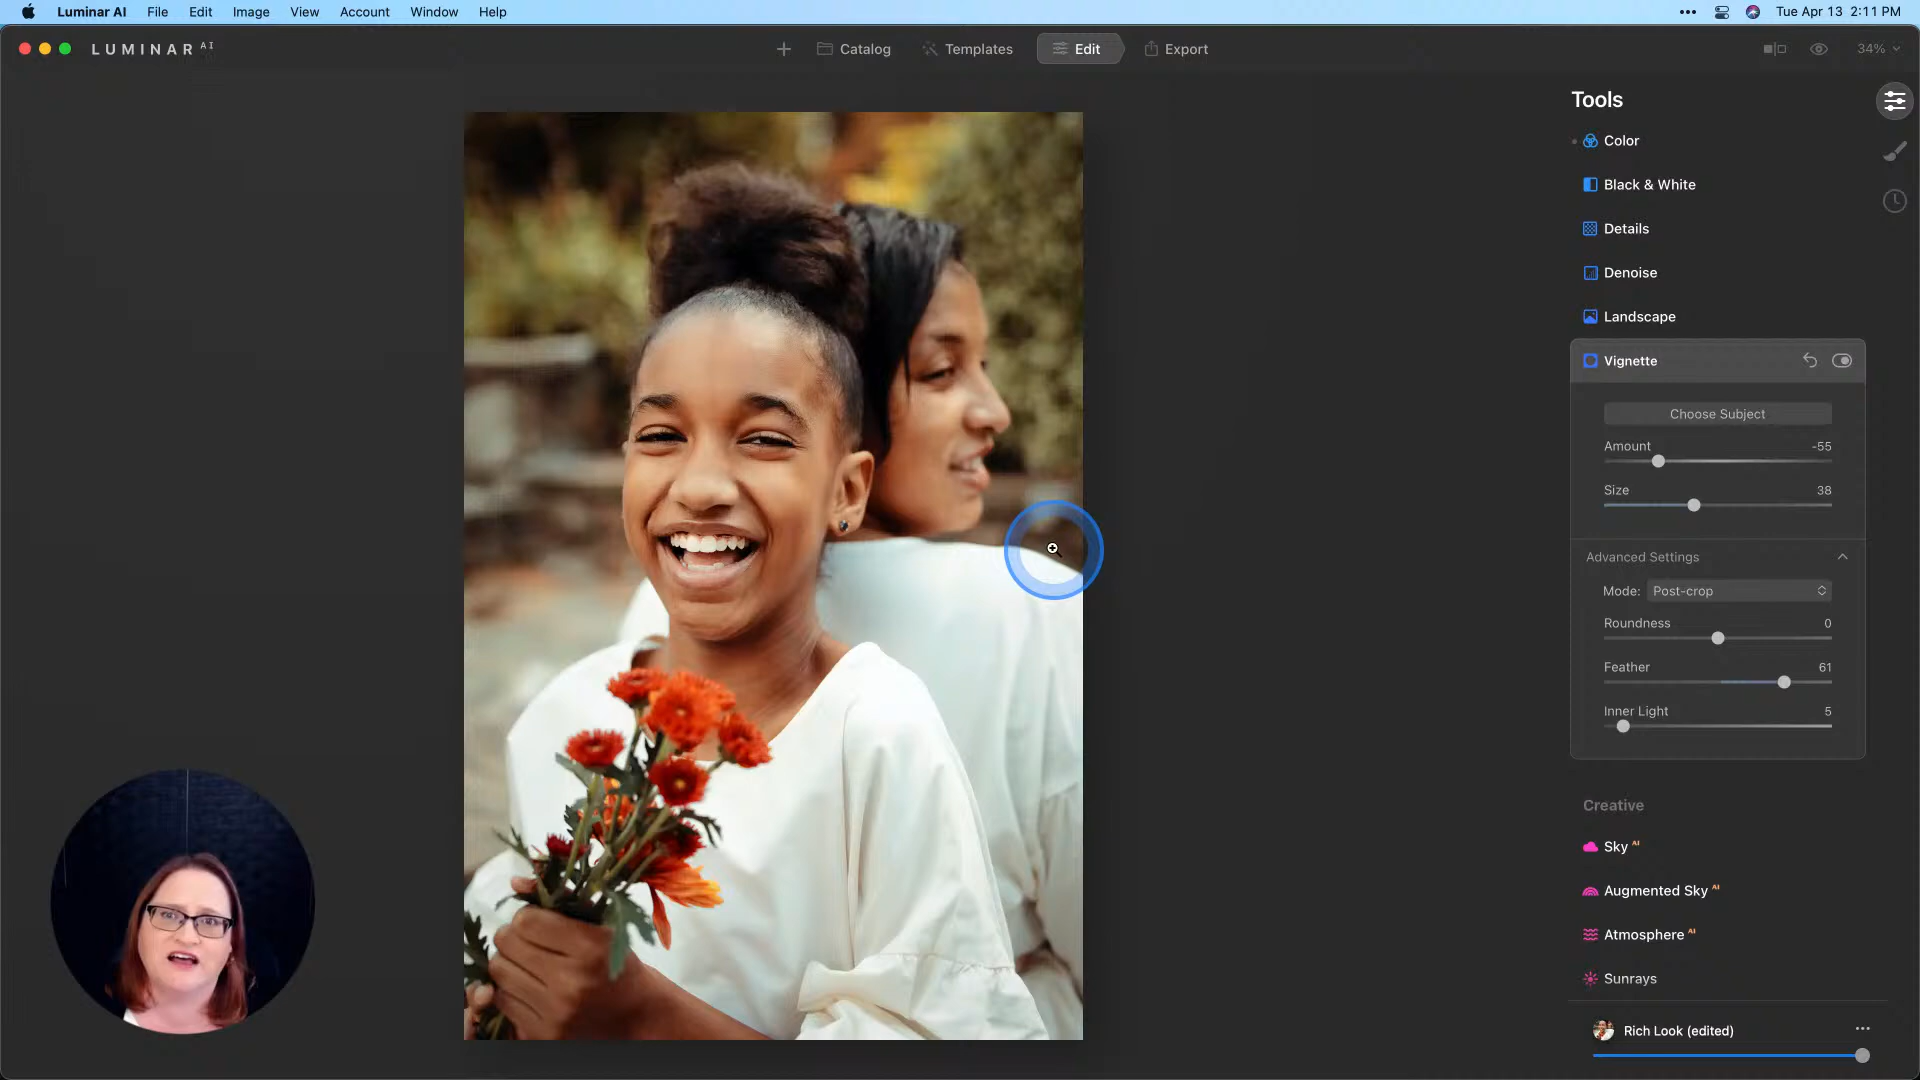 Luminar AI File Edit Image View Account Window Help Tue Apr 13 2:11 PM
LUMINAR AI Catalog Templates Edit Export 34%
Tools
Color
Black & White
Details
Denoise
Landscape
Vignette
Choose Subject
Amount -55
Size 38
Advanced Settings
Mode: Post-crop
Roundness 0
Feather 61
Inner Light 5
Creative
Sky AI
Augmented Sky AI
Atmosphere AI
Sunrays
Rich Look (edited)